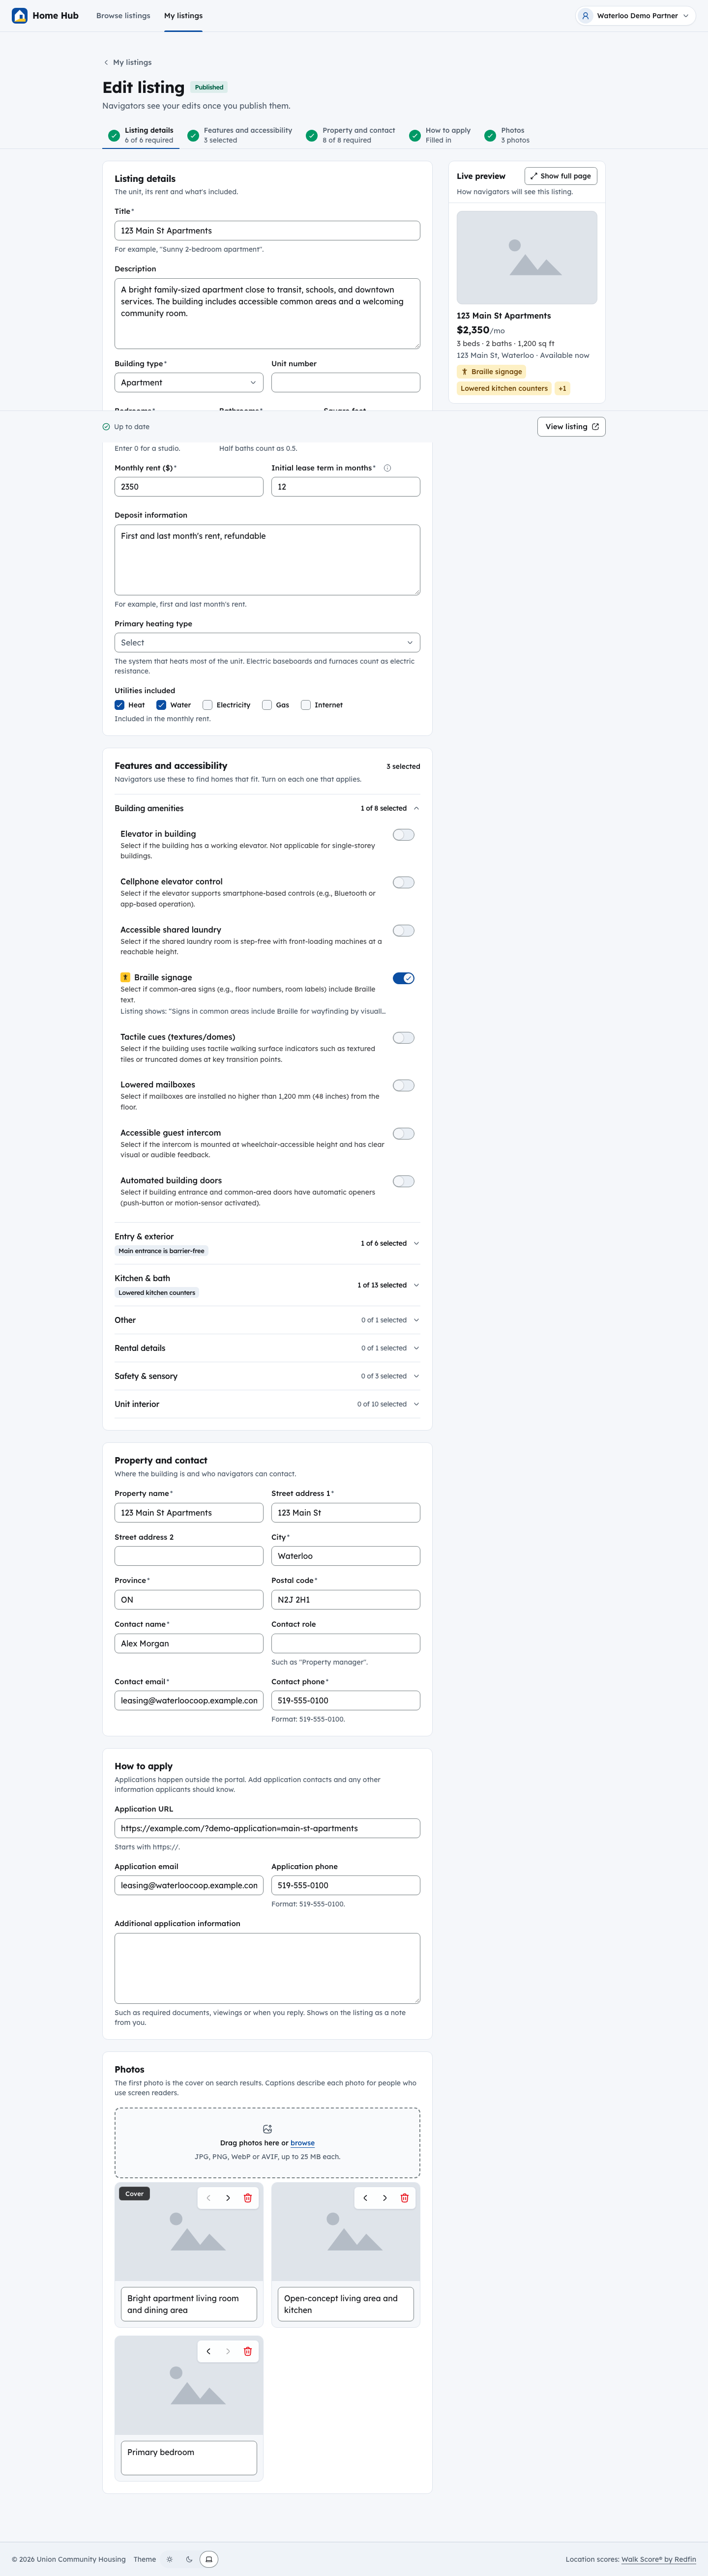 Home Hub
Browse listings
My listings
Waterloo Demo Partner
My listings
Edit listing
Published
Navigators see your edits once you publish them.
Listing details
6 of 6 required
Features and accessibility
3 selected
Property and contact
8 of 8 required
How to apply
Filled in
Photos
3 photos
Listing details
The unit, its rent and what's included.
Title*
123 Main St Apartments
For example, "Sunny 2-bedroom apartment".
Description
A bright family-sized apartment close to transit, schools, and downtown
services. The building includes accessible common areas and a welcoming
community room.
Building type*
Unit number
Apartment
Live preview
Show full page
How navigators will see this listing.
123 Main St Apartments
$2,350/mo
3 beds · 2 baths · 1,200 sq ft
123 Main St, Waterloo · Available now
Braille signage
Lowered kitchen counters
+1
Up to date
View listing
Enter 0 for a studio.
Half baths count as 0.5.
Monthly rent ($)*
Initial lease term in months*
2350
12
Deposit information
First and last month's rent, refundable
For example, first and last month's rent.
Primary heating type
Select
The system that heats most of the unit. Electric baseboards and furnaces count as electric
resistance.
Utilities included
Heat
Water
Electricity
Gas
Internet
Included in the monthly rent.
Features and accessibility
3 selected
Navigators use these to find homes that fit. Turn on each one that applies.
Building amenities
1 of 8 selected
Elevator in building
Select if the building has a working elevator. Not applicable for single-storey
buildings.
Cellphone elevator control
Select if the elevator supports smartphone-based controls (e.g., Bluetooth or
app-based operation).
Accessible shared laundry
Select if the shared laundry room is step-free with front-loading machines at a
reachable height.
Braille signage
Select if common-area signs (e.g., floor numbers, room labels) include Braille
text.
Listing shows: "Signs in common areas include Braille for wayfinding by visuall...
Tactile cues (textures/domes)
Select if the building uses tactile walking surface indicators such as textured
tiles or truncated domes at key transition points.
Lowered mailboxes
Select if mailboxes are installed no higher than 1,200 mm (48 inches) from the
floor.
Accessible guest intercom
Select if the intercom is mounted at wheelchair-accessible height and has clear
visual or audible feedback.
Automated building doors
Select if building entrance and common-area doors have automatic openers
(push-button or motion-sensor activated).
Entry & exterior
Main entrance is barrier-free
1 of 6 selected
Kitchen & bath
Lowered kitchen counters
1 of 13 selected
Other
0 of 1 selected
Rental details
0 of 1 selected
Safety & sensory
0 of 3 selected
Unit interior
0 of 10 selected
Property and contact
Where the building is and who navigators can contact.
Property name*
Street address 1*
123 Main St Apartments
123 Main St
Street address 2
City*
Waterloo
Province*
Postal code*
ON
N2J 2H1
Contact name*
Contact role
Alex Morgan
Such as "Property manager".
Contact email*
Contact phone*
leasing@waterloocoop.example.con
519-555-0100
Format: 519-555-0100.
How to apply
Applications happen outside the portal. Add application contacts and any other
information applicants should know.
Application URL
https://example.com/?demo-application=main-st-apartments
Starts with https://.
Application email
Application phone
leasing@waterloocoop.example.con
519-555-0100
Format: 519-555-0100.
Additional application information
Such as required documents, viewings or when you reply. Shows on the listing as a note
from you.
Photos
The first photo is the cover on search results. Captions describe each photo for people who
use screen readers.
Drag photos here or browse
JPG, PNG, WebP or AVIF, up to 25 MB each.
Cover
Bright apartment living room
and dining area
Open-concept living area and
kitchen
Primary bedroom
© 2026 Union Community Housing
Theme
Location scores: Walk Score® by Redfin